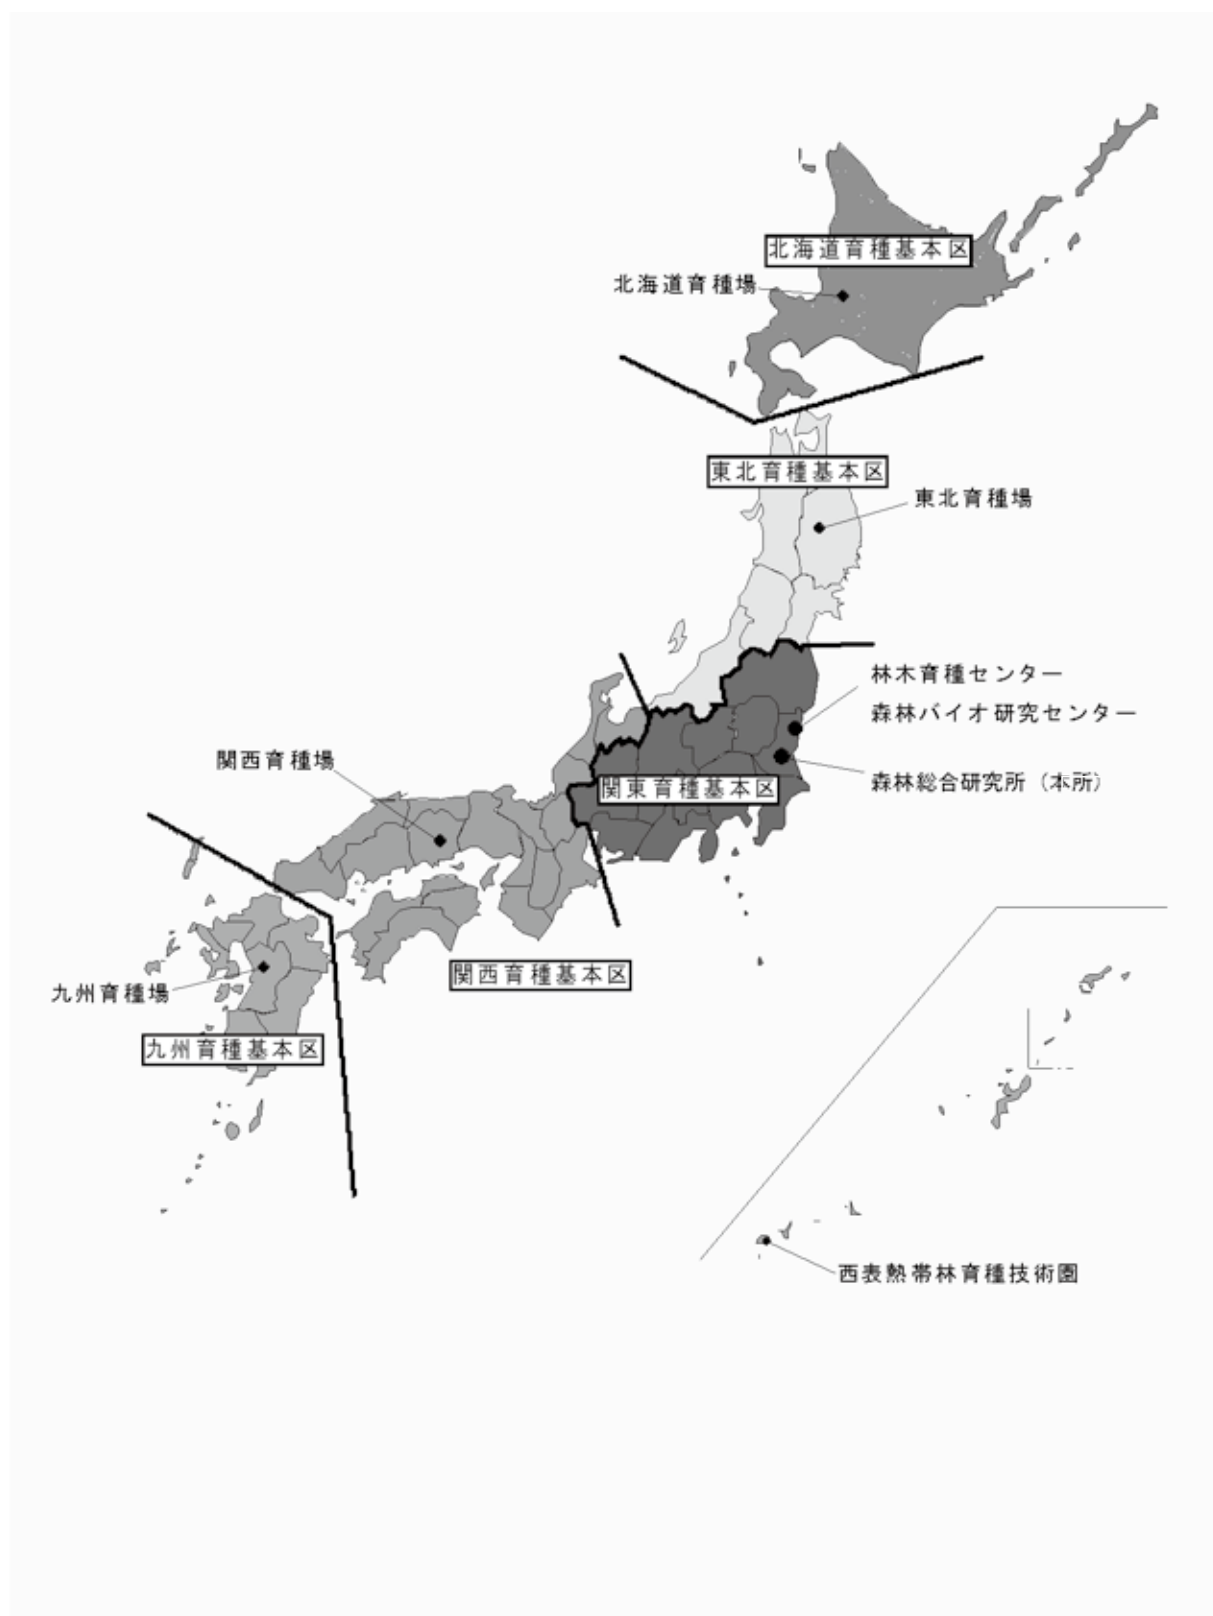 北海道育種基本区
北海道育種場
東北育種基本区
東北育種場
林木育種センター
森林バイオ研究センター
関西育種場
森林総合研究所（本所）
関東育種基本区
関西育種基本区
九州育種場
九州育種基本区
西表熱帯林育種技術園